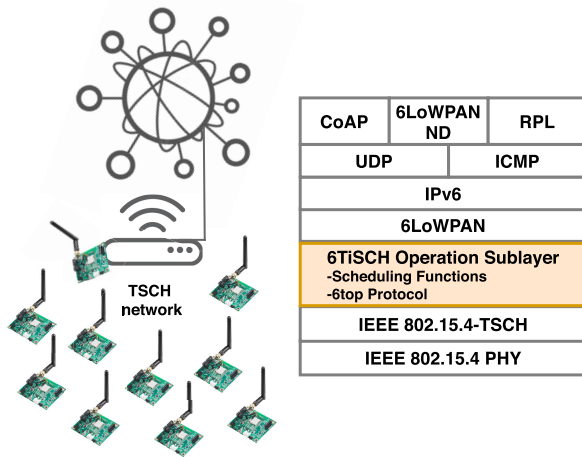 CoAP
6LoWPAN
ND
RPL
UDP
ICMP
IPv6
6LoWPAN
6TiSCH Operation Sublayer
-Scheduling Functions
-6top Protocol
IEEE 802.15.4-TSCH
IEEE 802.15.4 PHY
TSCH
network